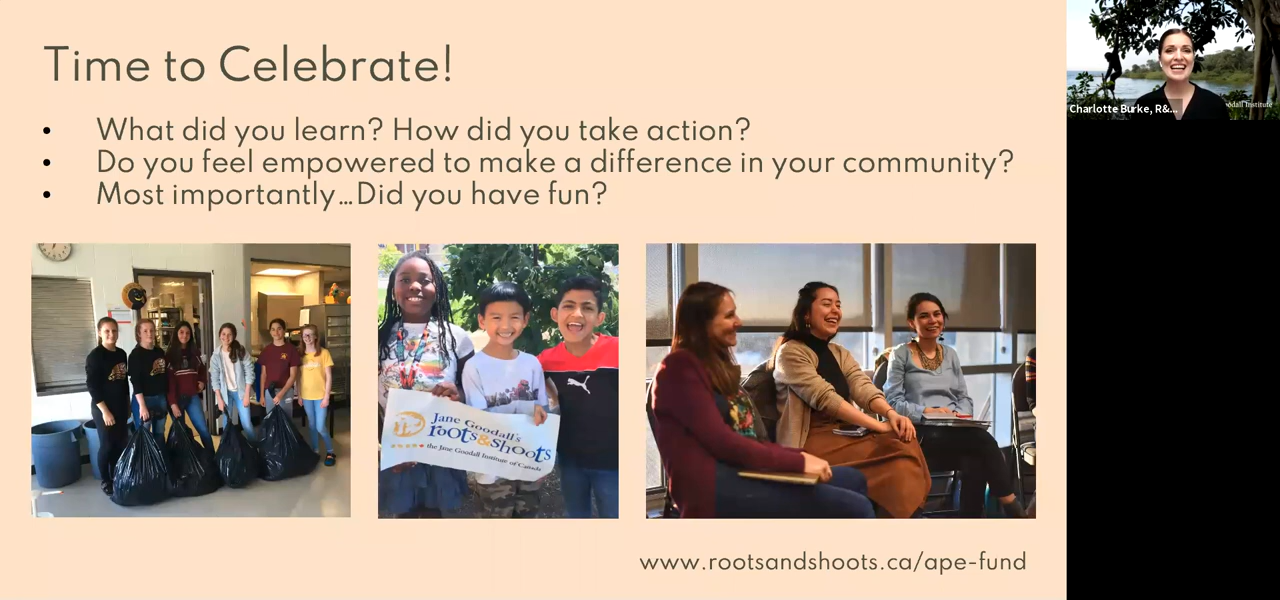 Time to Celebrate!
• What did you learn? How did you take action?
• Do you feel empowered to make a difference in your community?
• Most importantly...Did you have fun?
Jane Goodall's
roots&shoots
the Jane Goodall Institute of Canada
www.rootsandshoots.ca/ape-fund
Charlotte Burke, R&...
Institute